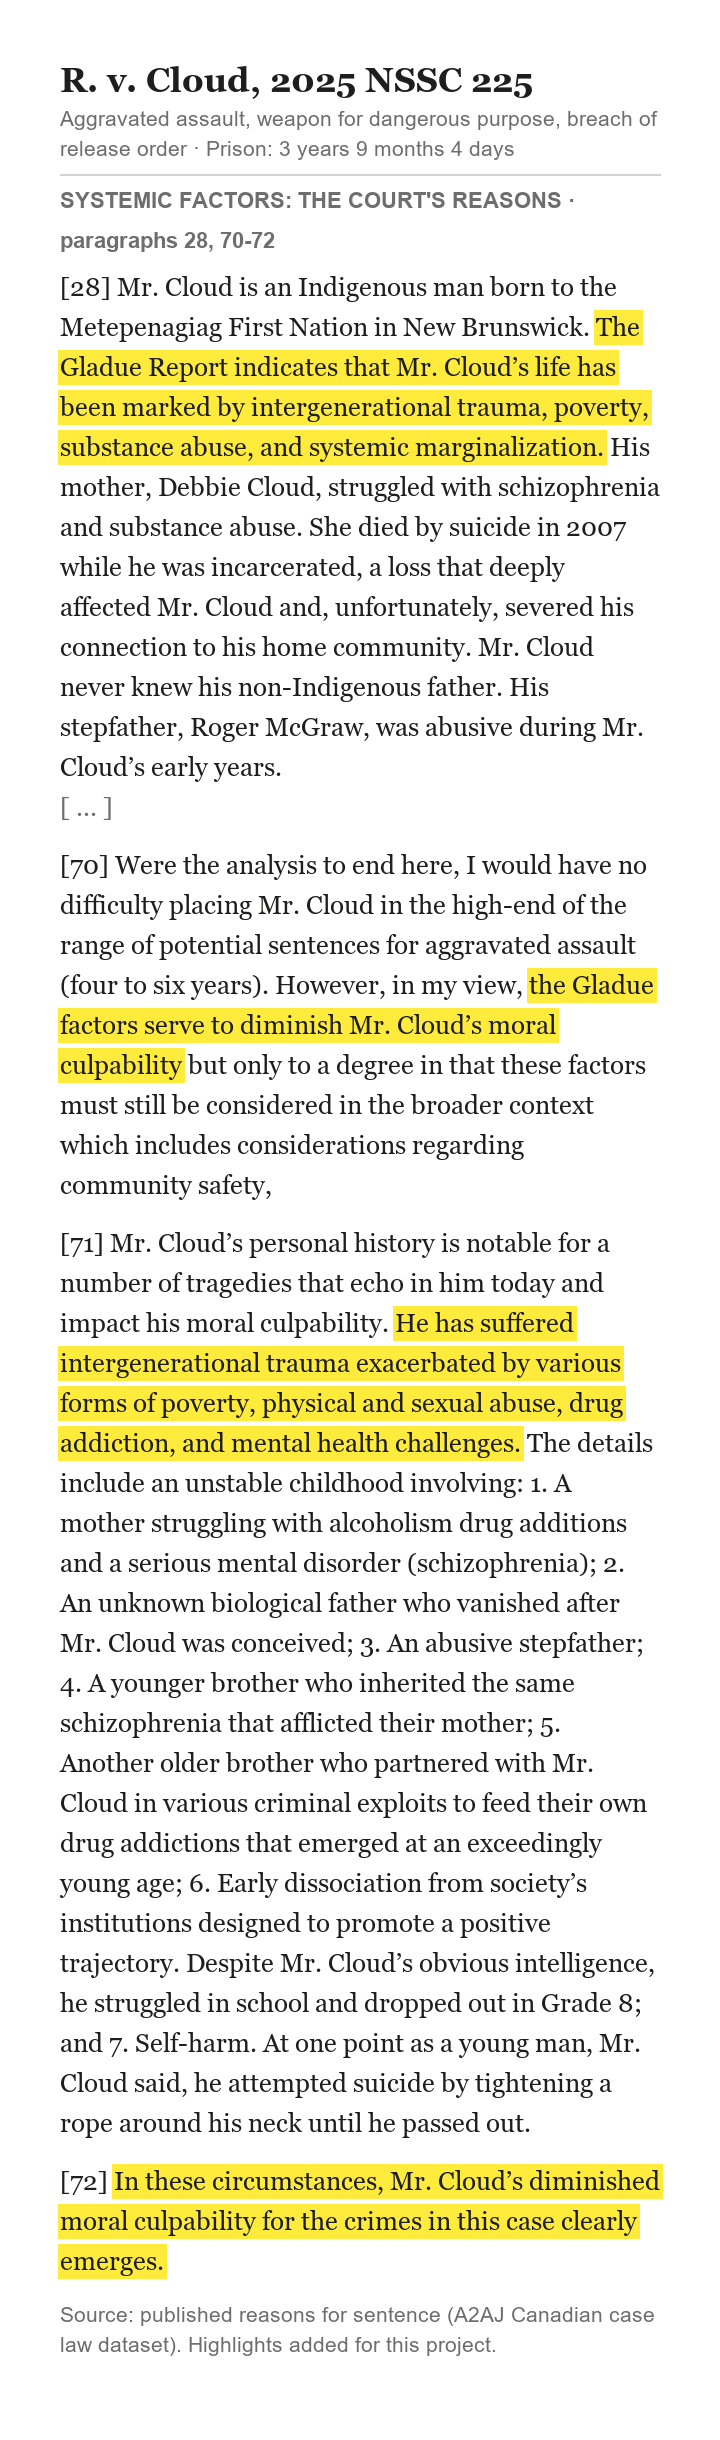 R. v. Cloud, 2025 NSSC 225
Aggravated assault, weapon for dangerous purpose, breach of
release order · Prison: 3 years 9 months 4 days
SYSTEMIC FACTORS: THE COURT'S REASONS ·
paragraphs 28, 70-72
[28] Mr. Cloud is an Indigenous man born to the
Metepenagiag First Nation in New Brunswick. The
Gladue Report indicates that Mr. Cloud’s life has
been marked by intergenerational trauma, poverty,
substance abuse, and systemic marginalization. His
mother, Debbie Cloud, struggled with schizophrenia
and substance abuse. She died by suicide in 2007
while he was incarcerated, a loss that deeply
affected Mr. Cloud and, unfortunately, severed his
connection to his home community. Mr. Cloud
never knew his non-Indigenous father. His
stepfather, Roger McGraw, was abusive during Mr.
Cloud’s early years.
[ ... ]
[70] Were the analysis to end here, I would have no
difficulty placing Mr. Cloud in the high-end of the
range of potential sentences for aggravated assault
(four to six years). However, in my view, the Gladue
factors serve to diminish Mr. Cloud’s moral
culpability but only to a degree in that these factors
must still be considered in the broader context
which includes considerations regarding
community safety,
[71] Mr. Cloud’s personal history is notable for a
number of tragedies that echo in him today and
impact his moral culpability. He has suffered
intergenerational trauma exacerbated by various
forms of poverty, physical and sexual abuse, drug
addiction, and mental health challenges. The details
include an unstable childhood involving: 1. A
mother struggling with alcoholism drug additions
and a serious mental disorder (schizophrenia); 2.
An unknown biological father who vanished after
Mr. Cloud was conceived; 3. An abusive stepfather;
4. A younger brother who inherited the same
schizophrenia that afflicted their mother; 5.
Another older brother who partnered with Mr.
Cloud in various criminal exploits to feed their own
drug addictions that emerged at an exceedingly
young age; 6. Early dissociation from society’s
institutions designed to promote a positive
trajectory. Despite Mr. Cloud’s obvious intelligence,
he struggled in school and dropped out in Grade 8;
and 7. Self-harm. At one point as a young man, Mr.
Cloud said, he attempted suicide by tightening a
rope around his neck until he passed out.
[72] In these circumstances, Mr. Cloud’s diminished
moral culpability for the crimes in this case clearly
emerges.
Source: published reasons for sentence (A2AJ Canadian case
law dataset). Highlights added for this project.